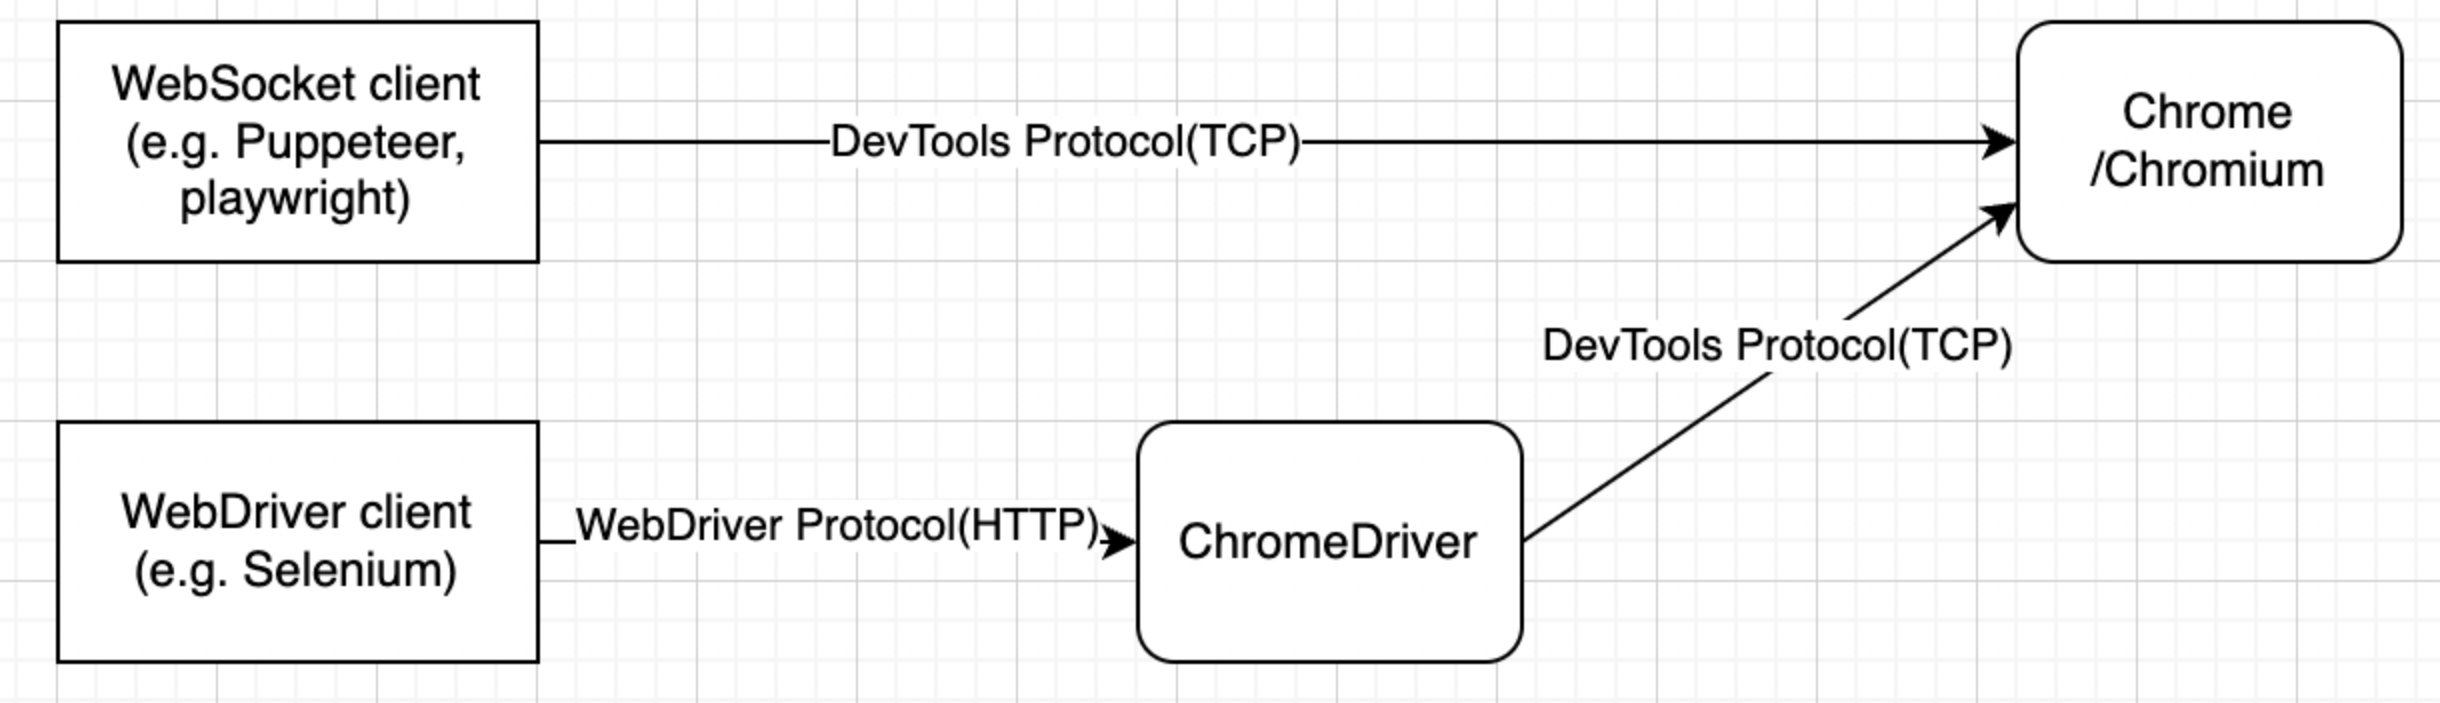 WebSocket client
(e.g. Puppeteer,
playwright)
DevTools Protocol(TCP)
Chrome
/Chromium
DevTools Protocol(TCP)
WebDriver client
(e.g. Selenium)
WebDriver Protocol(HTTP)
ChromeDriver